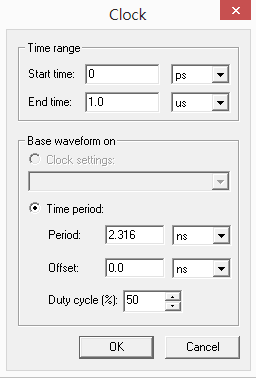 Clock
Time range
Start time: 0 ps
End time: 1.0 us
Base waveform on
Clock settings:
Time period:
Period: 2.316 ns
Offset: 0.0 ns
Duty cycle (%): 50
OK Cancel